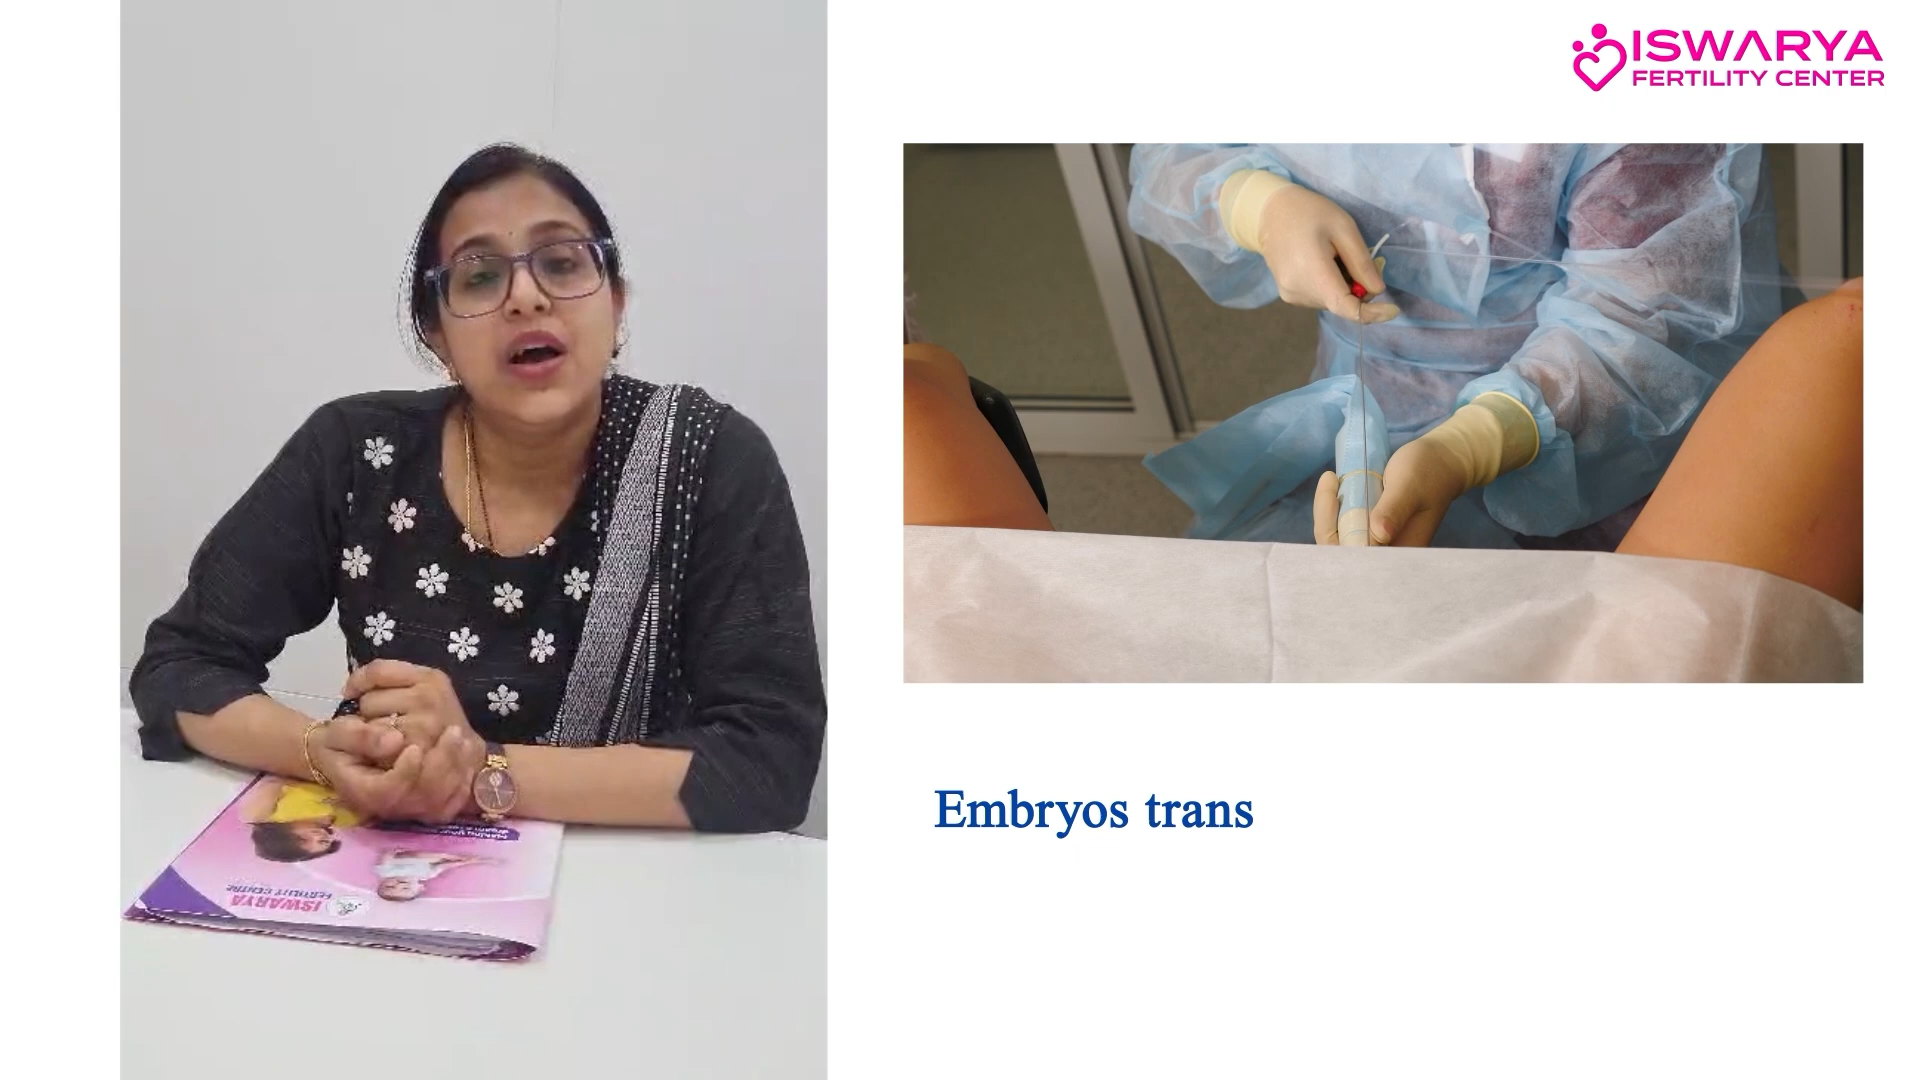 ISWARYA
FERTILITY CENTER
Embryos trans
ISWARYA
FERTILITY CENTRE